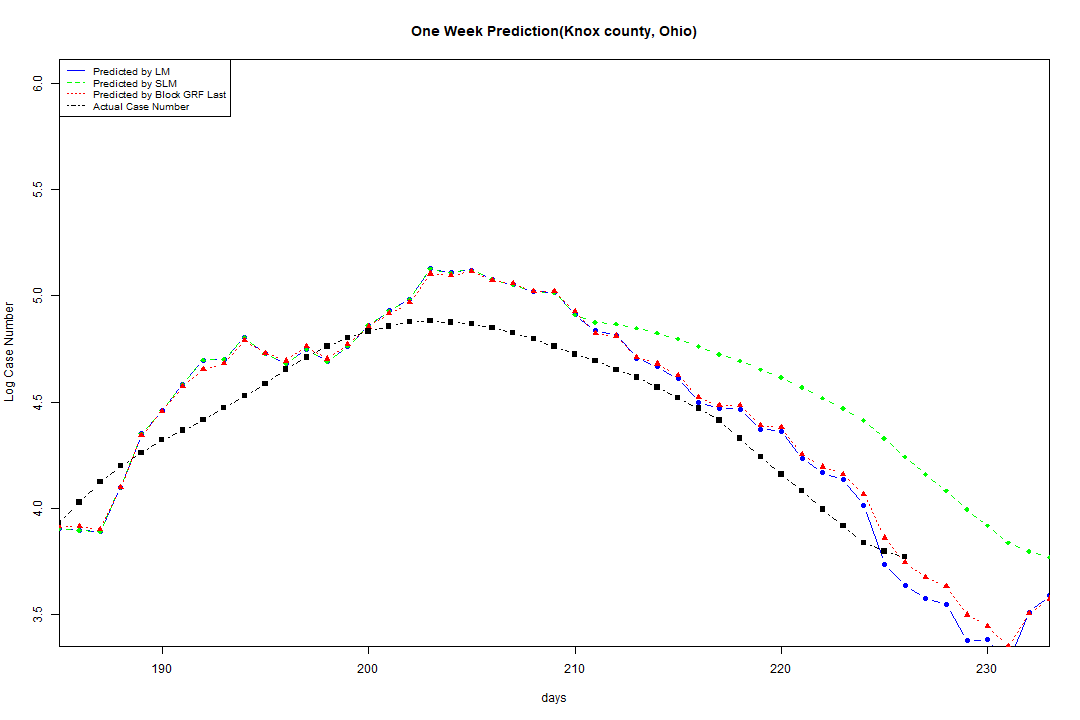 One Week Prediction(Knox county, Ohio)
Predicted by LM
Predicted by SLM
Predicted by Block GRF Last
Actual Case Number
6.0
5.5
5.0
4.5
4.0
3.5
Log Case Number
190 200 210 220 230
days